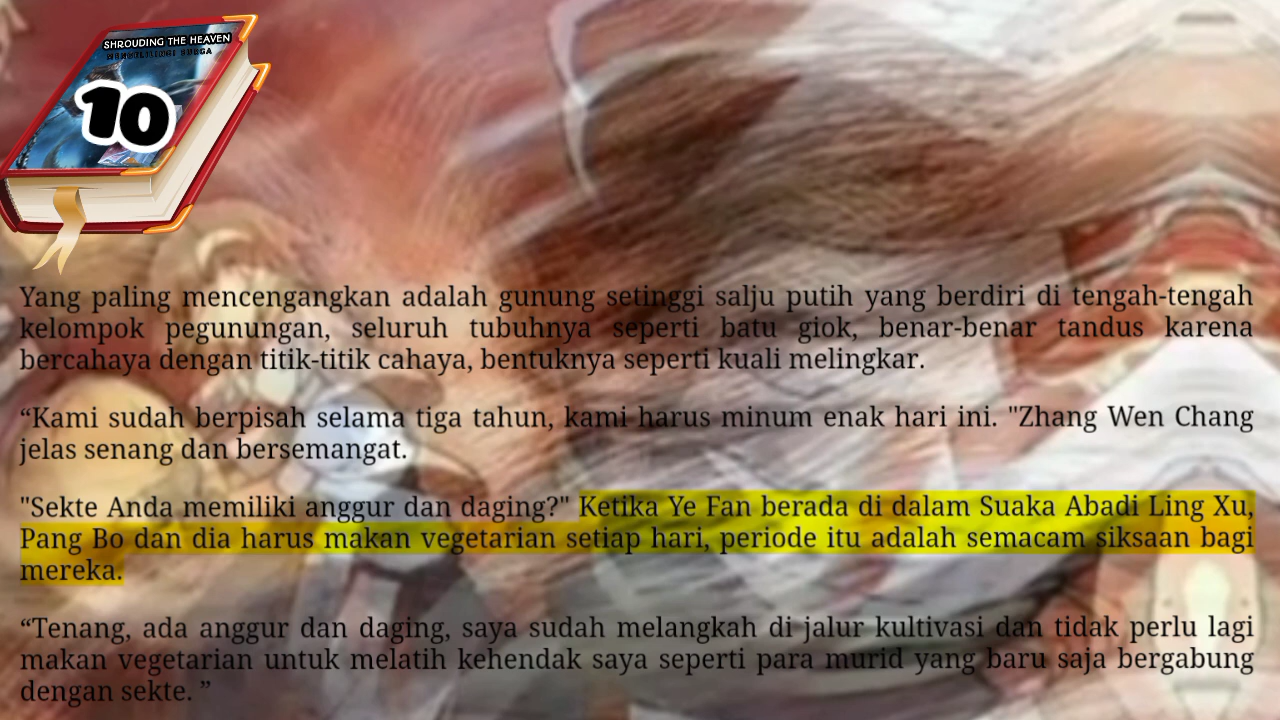 SHROUDING THE HEAVEN
10
Yang paling mencengangkan adalah gunung setinggi salju putih yang berdiri di tengah-tengah
kelompok pegunungan, seluruh tubuhnya seperti batu giok, benar-benar tandus karena
bercahaya dengan titik-titik cahaya, bentuknya seperti kuali melingkar.
“Kami sudah berpisah selama tiga tahun, kami harus minum enak hari ini. "Zhang Wen Chang
jelas senang dan bersemangat.
"Sekte Anda memiliki anggur dan daging?" Ketika Ye Fan berada di dalam Suaka Abadi Ling Xu,
Pang Bo dan dia harus makan vegetarian setiap hari, periode itu adalah semacam siksaan bagi
mereka.
“Tenang, ada anggur dan daging, saya sudah melangkah di jalur kultivasi dan tidak perlu lagi
makan vegetarian untuk melatih kehendak saya seperti para murid yang baru saja bergabung
dengan sekte. ”